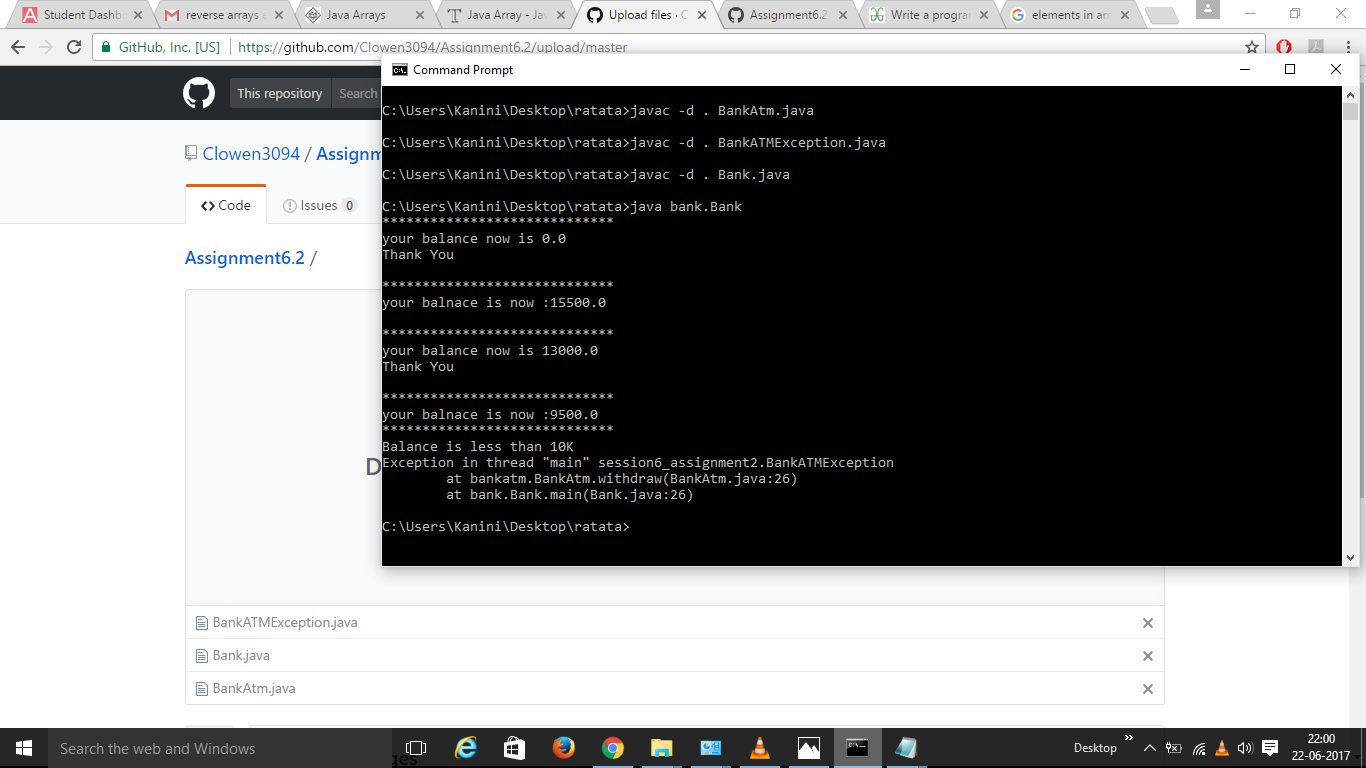 Student Dashb
reverse arrays e
Java Arrays
Java Array - Jav
Upload files · C
Assignment6.2
Write a progra
elements in arr
GitHub, Inc. [US]
https://github.com/Clowen3094/Assignment6.2/upload/master
This repository
Search
Clowen3094 / Assignm
Code
Issues 0
Assignment6.2 /
D
Command Prompt
C:\Users\Kanini\Desktop\ratata>javac -d . BankAtm.java
C:\Users\Kanini\Desktop\ratata>javac -d . BankATMException.java
C:\Users\Kanini\Desktop\ratata>javac -d . Bank.java
C:\Users\Kanini\Desktop\ratata>java bank.Bank
*****************************
your balance now is 0.0
Thank You
*****************************
your balnace is now :15500.0
*****************************
your balance now is 13000.0
Thank You
*****************************
your balnace is now :9500.0
*****************************
Balance is less than 10K
Exception in thread "main" session6_assignment2.BankATMException
at bankatm.BankAtm.withdraw(BankAtm.java:26)
at bank.Bank.main(Bank.java:26)
C:\Users\Kanini\Desktop\ratata>
BankATMException.java
Bank.java
BankAtm.java
Search the web and Windows
ges
Desktop
22:00
22-06-2017